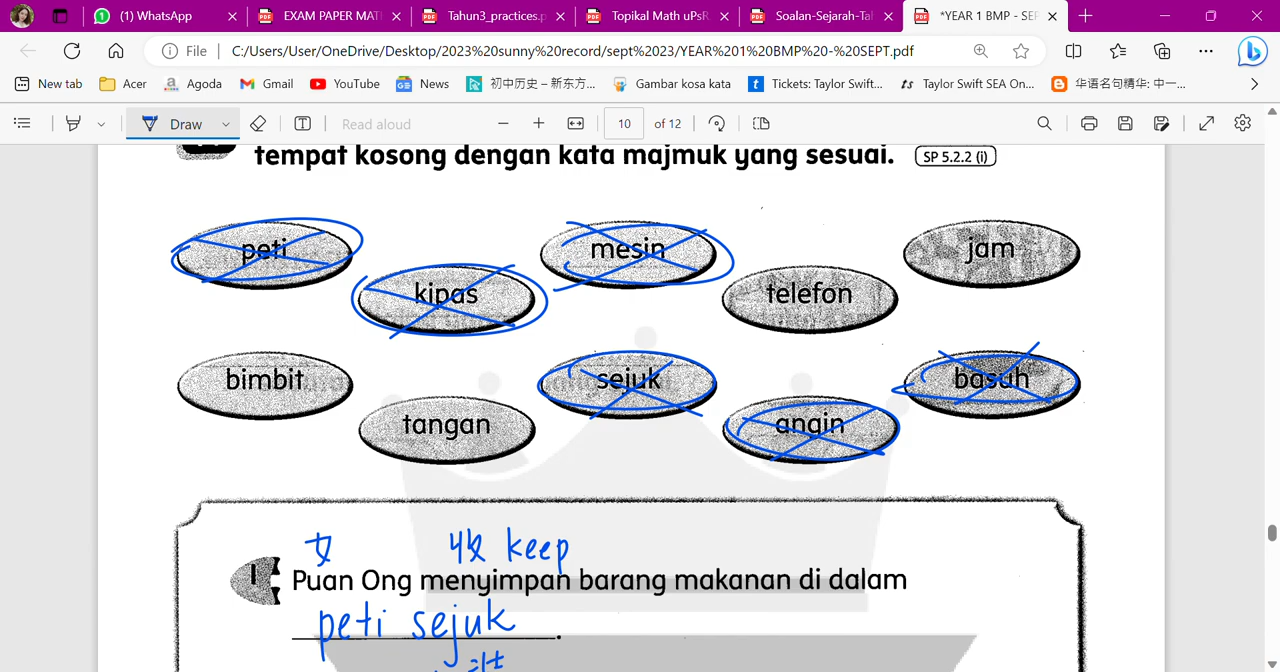 (1) WhatsApp
EXAM PAPER MAT
Tahun3_practices.p
Topikal Math uPsR
Soalan-Sejarah-Tal
*YEAR 1 BMP - SEP
File
C:/Users/User/OneDrive/Desktop/2023%20sunny%20record/sept%2023/YEAR%201%20BMP%20-%20SEPT.pdf
New tab Acer Agoda Gmail YouTube News 初中历史 – 新东方... Gambar kosa kata Tickets: Taylor Swift... Taylor Swift SEA On... 华语名句精华: 中一...
Draw Read aloud 10 of 12
tempat kosong dengan kata majmuk yang sesuai. SP 5.2.2 (i)
peti mesin jam
kipas telefon
bimbit sejuk basuh
tangan angin
女 收 keep
1 Puan Ong menyimpan barang makanan di dalam
peti sejuk .